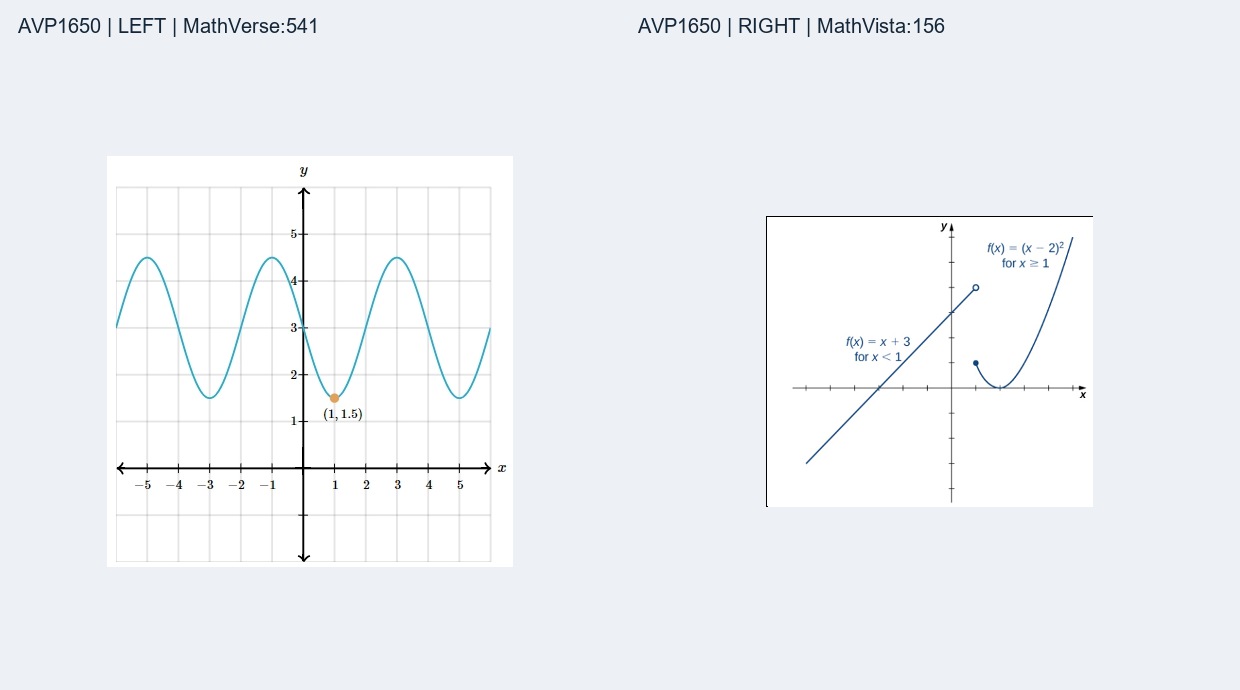 AVP1650 | LEFT | MathVerse:541
AVP1650 | RIGHT | MathVista:156
y
5
4
3
2
1
(1, 1.5)
−5 −4 −3 −2 −1 1 2 3 4 5
x
y
f(x) = (x − 2)²
for x ≥ 1
f(x) = x + 3
for x < 1
x